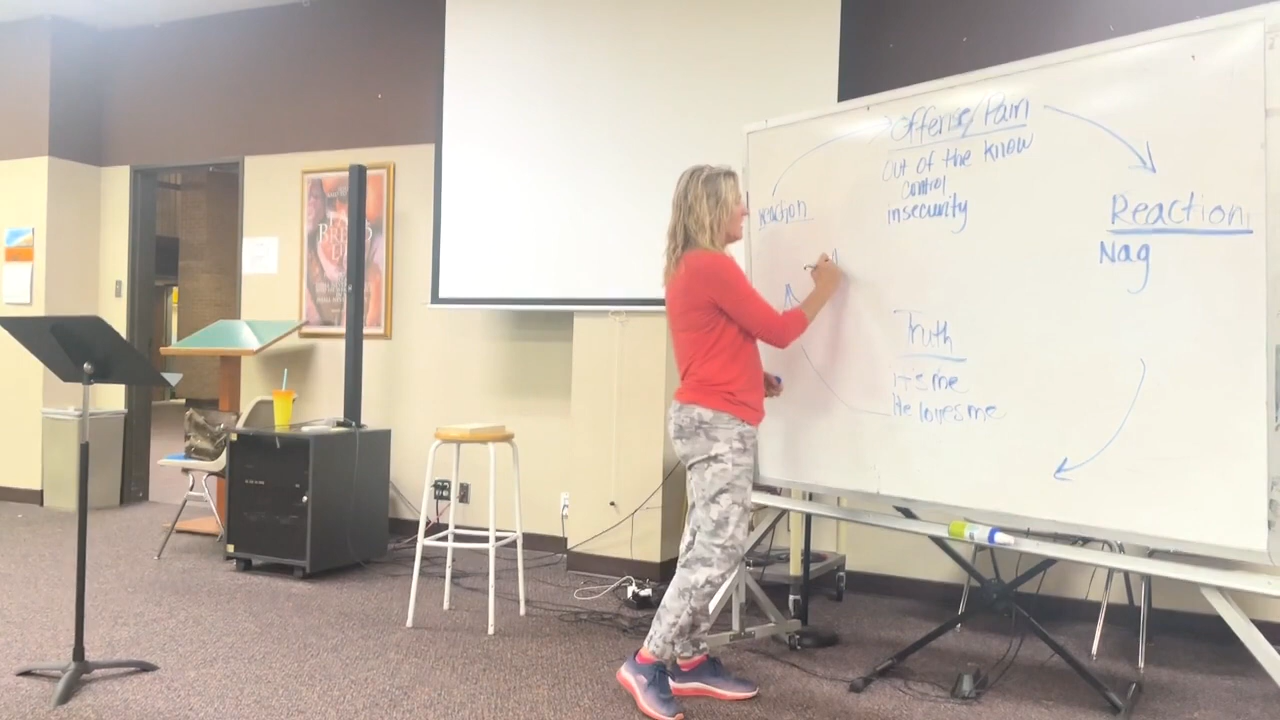 Offense/Pain
Out of the know
control
insecurity
reaction
Reaction
Nag
Truth
it's me
He loves me